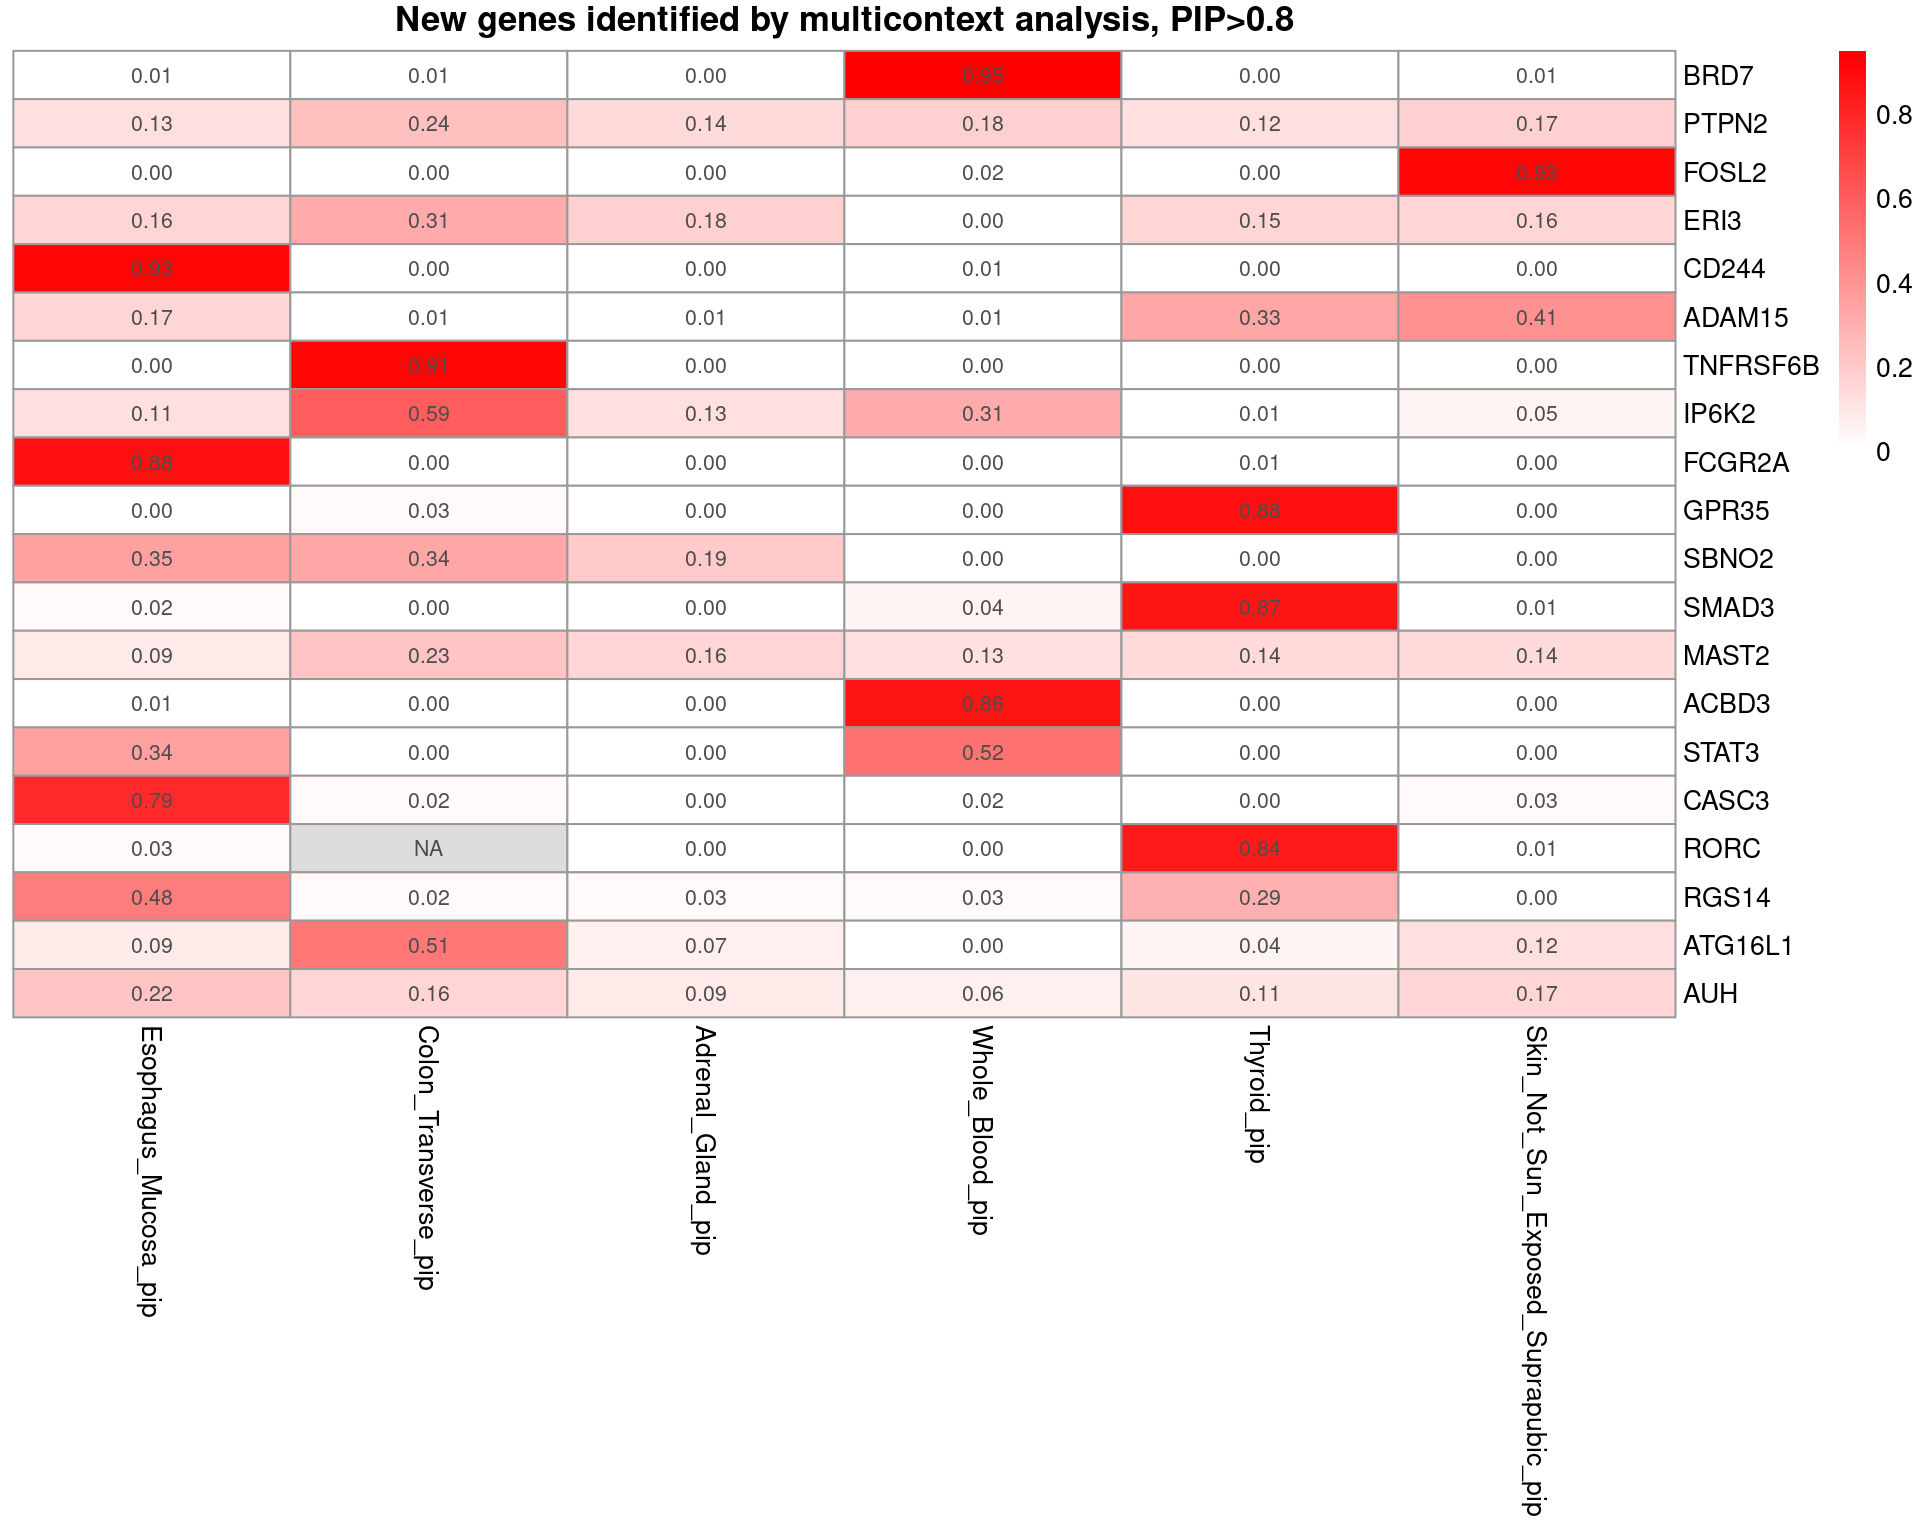 New genes identified by multicontext analysis, PIP>0.8
0.01 0.01 0.00 0.95 0.00 0.01 BRD7
0.13 0.24 0.14 0.18 0.12 0.17 PTPN2
0.00 0.00 0.00 0.02 0.00 0.93 FOSL2
0.16 0.31 0.18 0.00 0.15 0.16 ERI3
0.93 0.00 0.00 0.01 0.00 0.00 CD244
0.17 0.01 0.01 0.01 0.33 0.41 ADAM15
0.00 0.91 0.00 0.00 0.00 0.00 TNFRSF6B
0.11 0.59 0.13 0.31 0.01 0.05 IP6K2
0.88 0.00 0.00 0.00 0.01 0.00 FCGR2A
0.00 0.03 0.00 0.00 0.88 0.00 GPR35
0.35 0.34 0.19 0.00 0.00 0.00 SBNO2
0.02 0.00 0.00 0.04 0.87 0.01 SMAD3
0.09 0.23 0.16 0.13 0.14 0.14 MAST2
0.01 0.00 0.00 0.86 0.00 0.00 ACBD3
0.34 0.00 0.00 0.52 0.00 0.00 STAT3
0.79 0.02 0.00 0.02 0.00 0.03 CASC3
0.03 NA 0.00 0.00 0.84 0.01 RORC
0.48 0.02 0.03 0.03 0.29 0.00 RGS14
0.09 0.51 0.07 0.00 0.04 0.12 ATG16L1
0.22 0.16 0.09 0.06 0.11 0.17 AUH
Esophagus_Mucosa_pip
Colon_Transverse_pip
Adrenal_Gland_pip
Whole_Blood_pip
Thyroid_pip
Skin_Not_Sun_Exposed_Suprapubic_pip
0.8
0.6
0.4
0.2
0